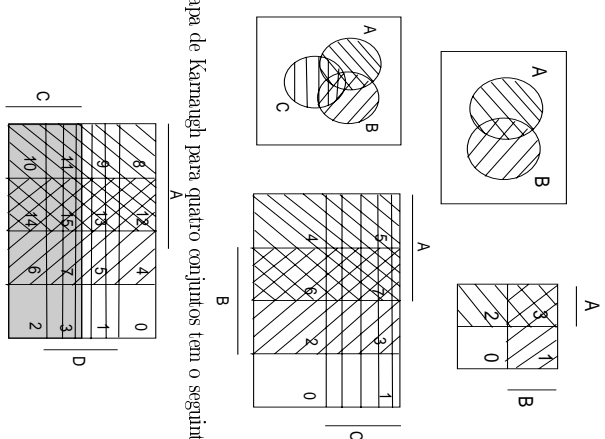 A B A
3 1 B
2 0
A B A
5 7 3 1 C
C 4 6 2 0
B
apa de Karnaugh para quatro conjuntos tem o seguint
A
8 12 4 0
9 13 5 1
11 15 7 3 D
C 10 14 6 2